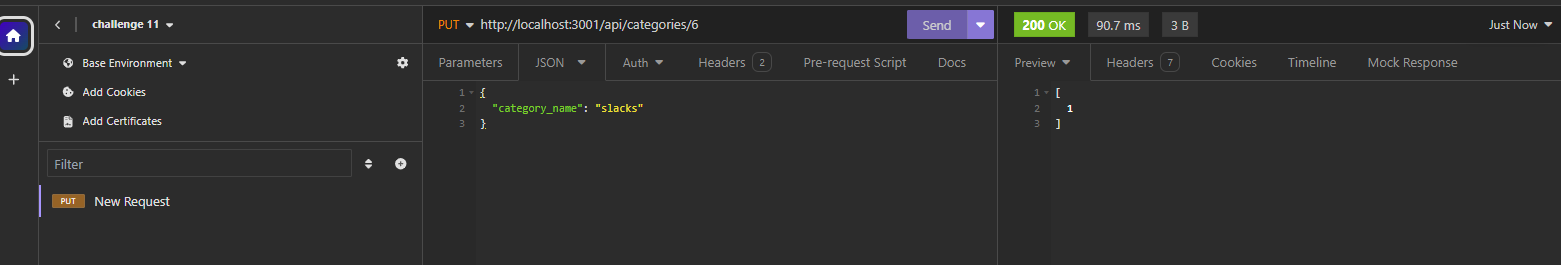 challenge 11
PUT http://localhost:3001/api/categories/6 Send
200 OK 90.7 ms 3 B Just Now
Base Environment
Parameters JSON Auth Headers 2 Pre-request Script Docs
Preview Headers 7 Cookies Timeline Mock Response
Add Cookies
Add Certificates
1 {
2 "category_name": "slacks"
3 }
1 [
2 1
3 ]
Filter
PUT New Request